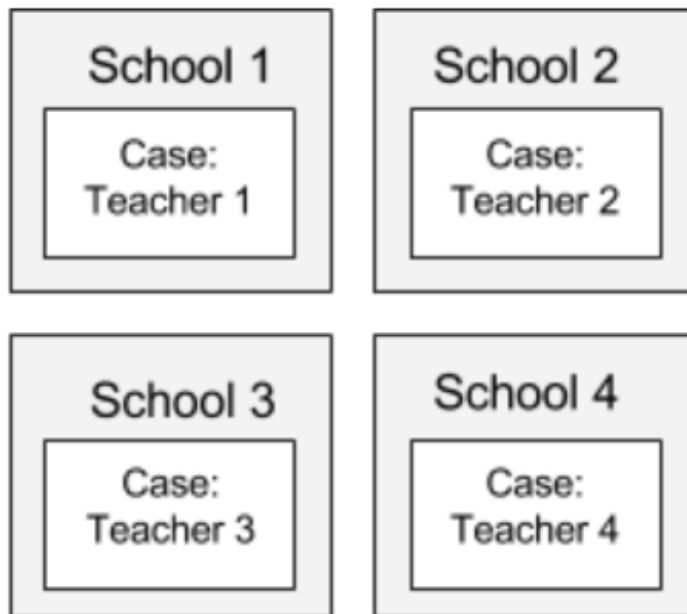 School 1
Case:
Teacher 1
School 2
Case:
Teacher 2
School 3
Case:
Teacher 3
School 4
Case:
Teacher 4